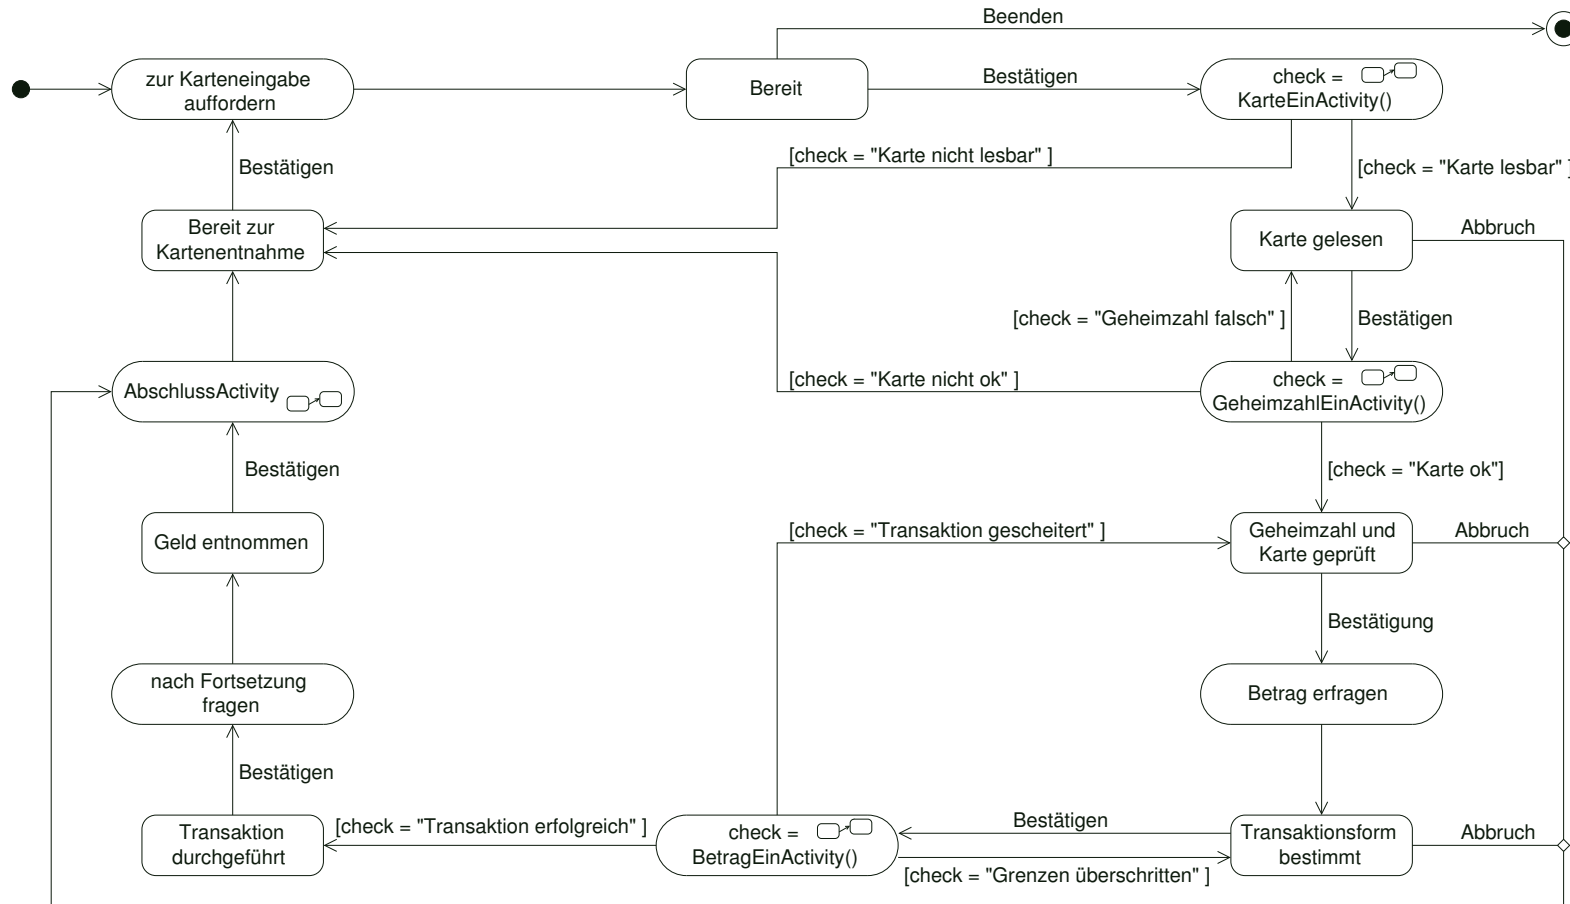 Beenden
zur Karteneingabe
auffordern
Bereit
Bestätigen
check =
KarteEinActivity()
[check = "Karte nicht lesbar" ]
Bestätigen
[check = "Karte lesbar" ]
Bereit zur
Kartenentnahme
Karte gelesen
Abbruch
[check = "Geheimzahl falsch" ]
Bestätigen
AbschlussActivity
[check = "Karte nicht ok" ]
check =
GeheimzahlEinActivity()
Bestätigen
[check = "Karte ok"]
Geld entnommen
[check = "Transaktion gescheitert" ]
Geheimzahl und
Karte geprüft
Abbruch
Bestätigung
nach Fortsetzung
fragen
Betrag erfragen
Bestätigen
Transaktion
durchgeführt
[check = "Transaktion erfolgreich" ]
check =
BetragEinActivity()
Bestätigen
[check = "Grenzen überschritten" ]
Transaktionsform
bestimmt
Abbruch